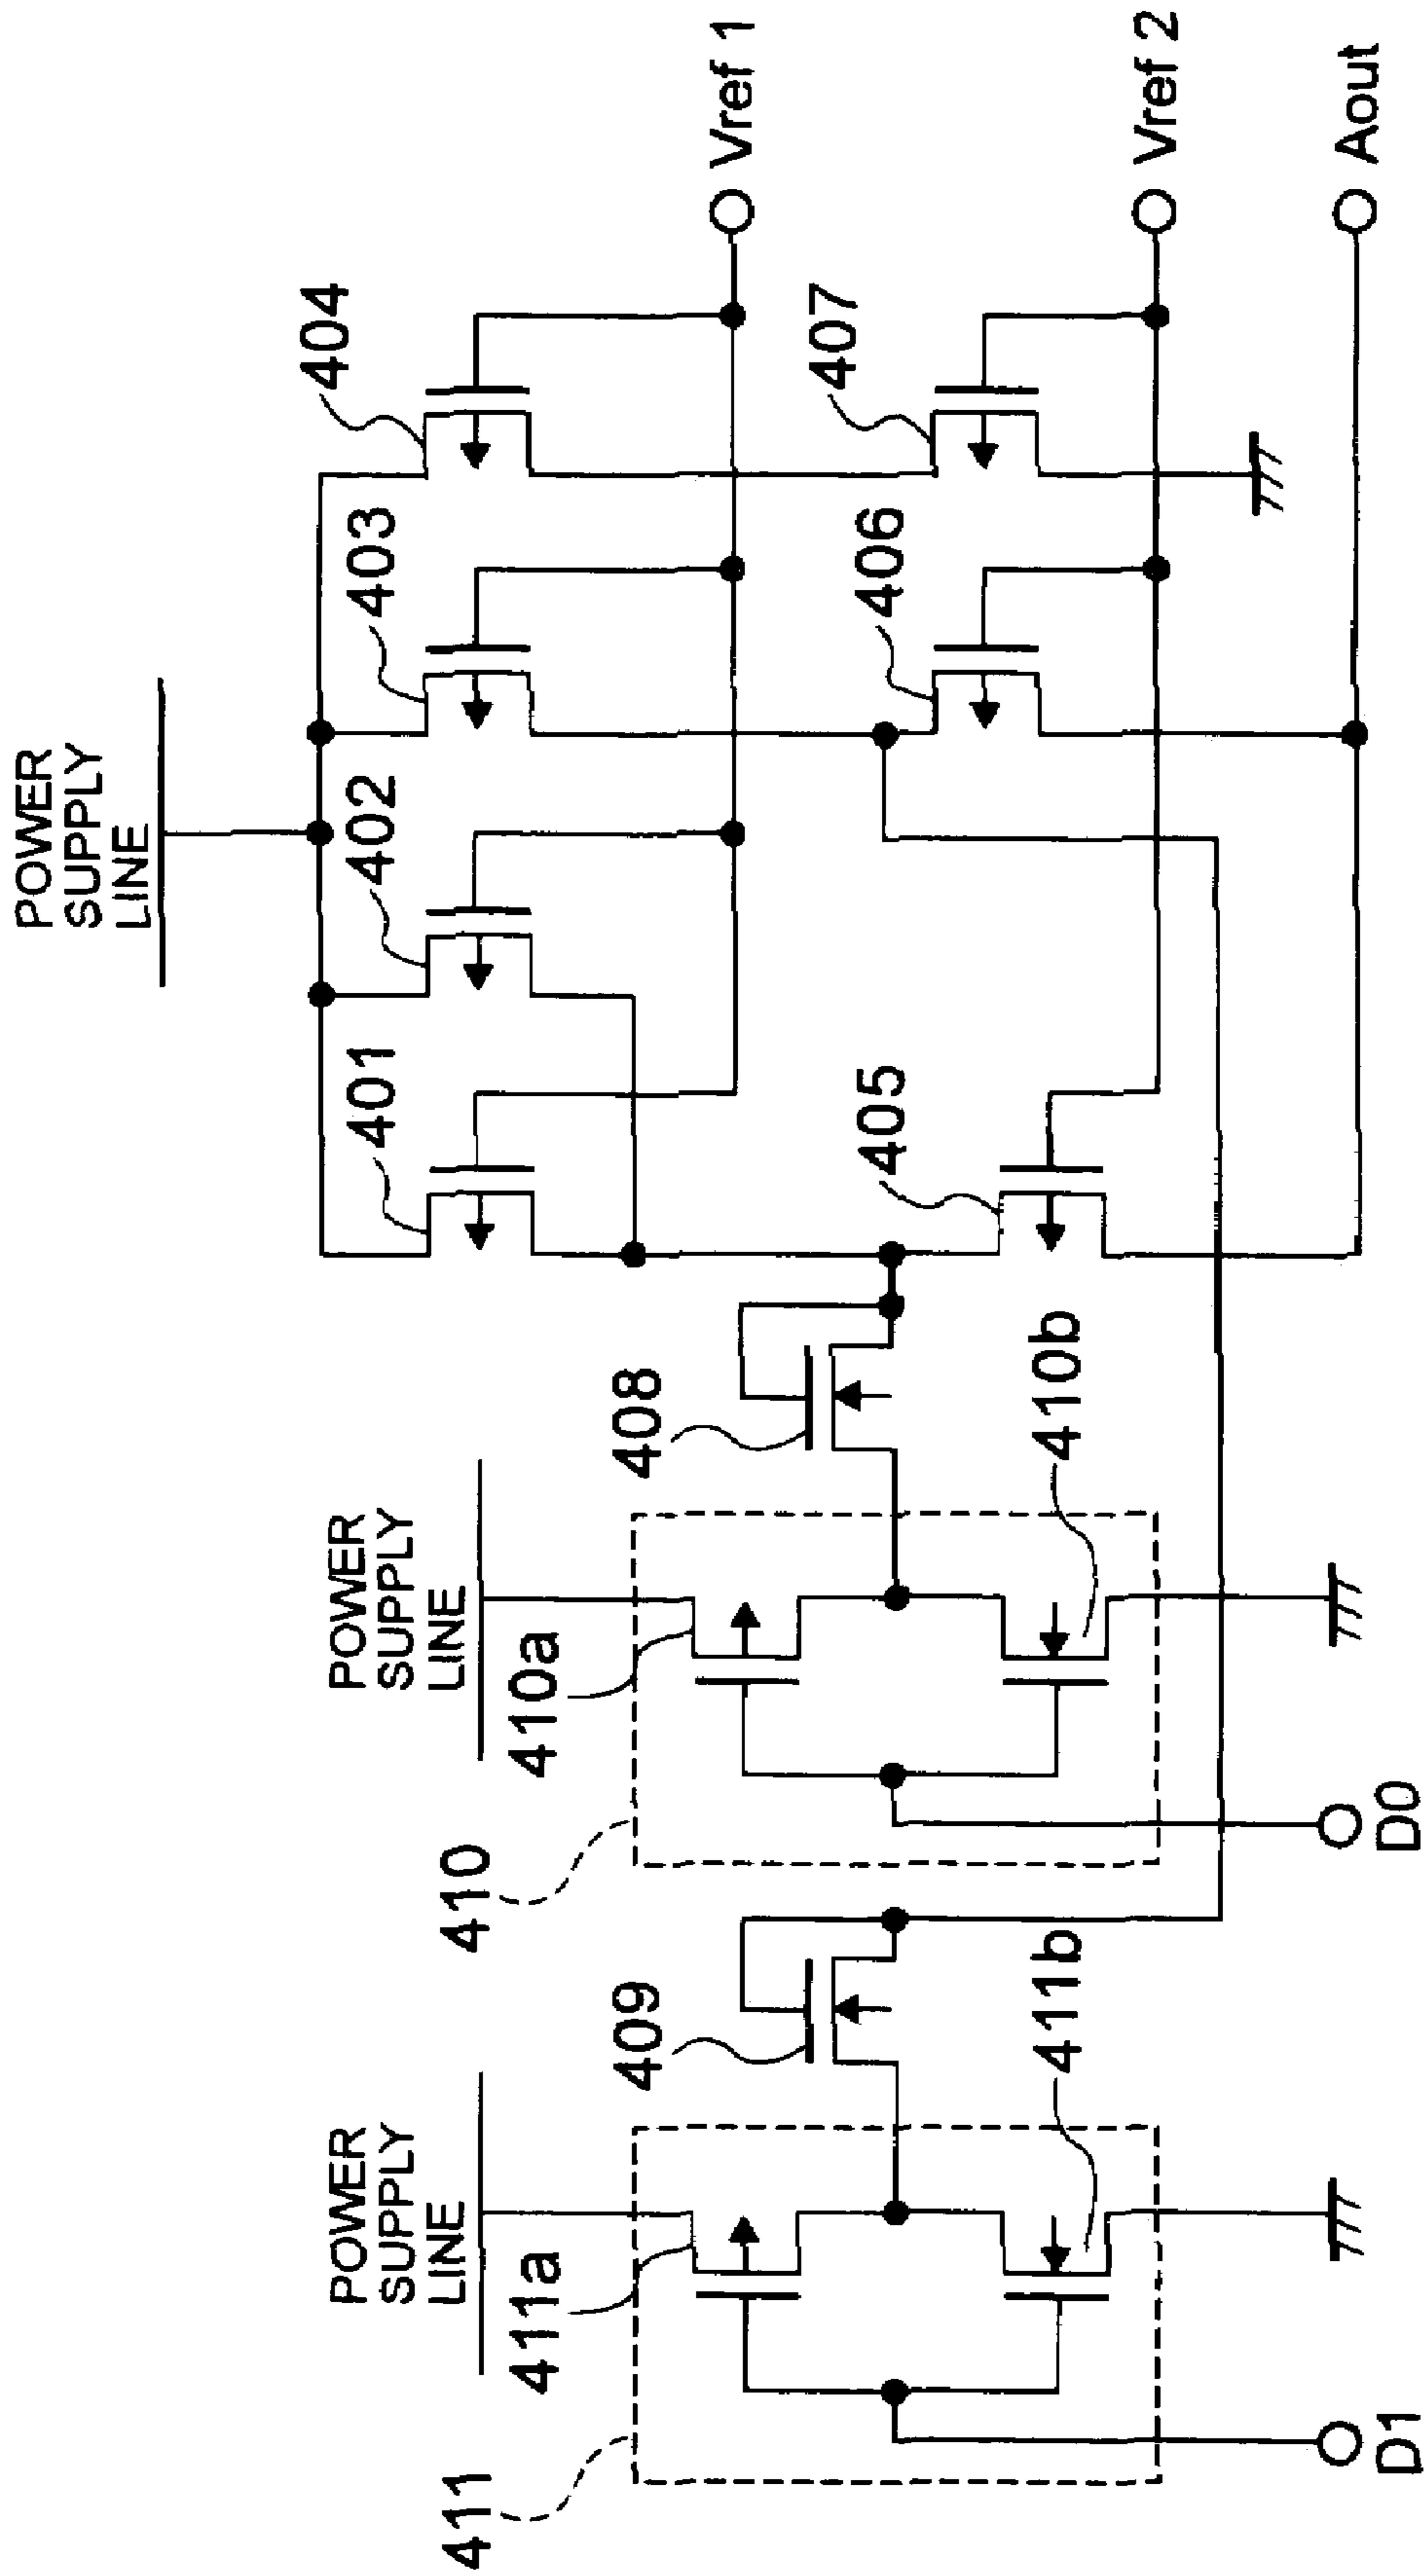 POWER
SUPPLY
LINE
404
403
402
401
Vref 1
407
406
405
Vref 2
Aout
408
POWER
SUPPLY
LINE
410a
410b
410
D0
409
POWER
SUPPLY
LINE
411a
411b
411
D1